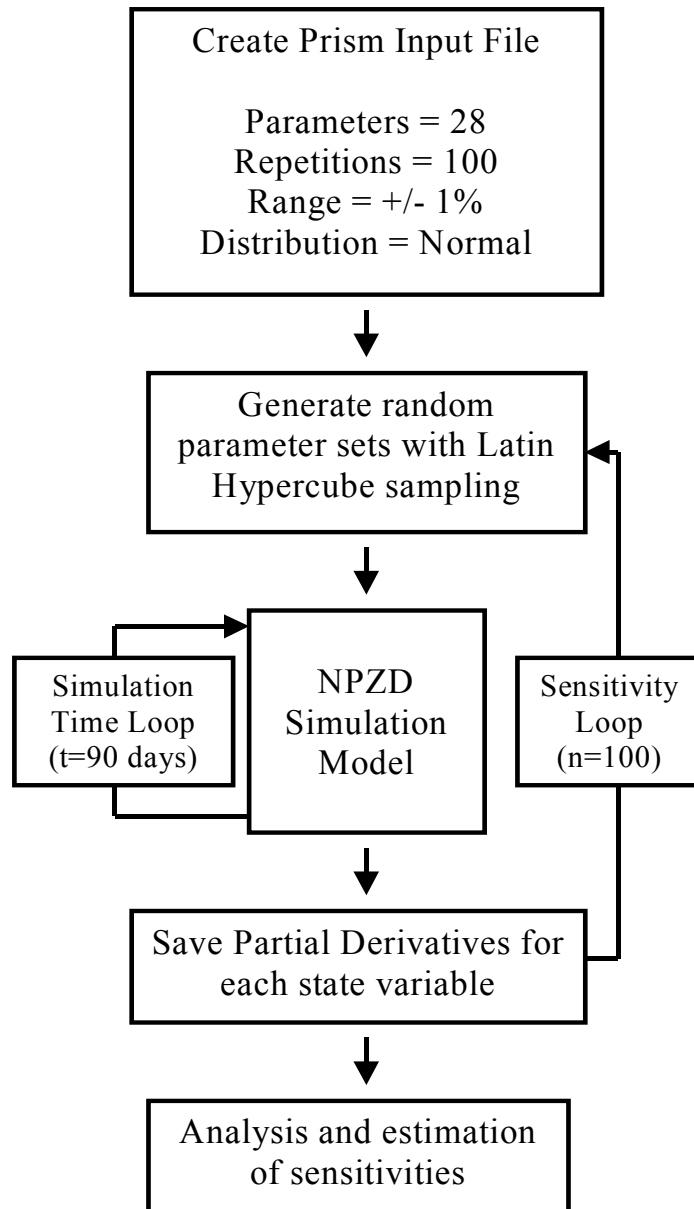 Create Prism Input File
Parameters = 28
Repetitions = 100
Range = +/- 1%
Distribution = Normal
Generate random
parameter sets with Latin
Hypercube sampling
Simulation
Time Loop
(t=90 days)
NPZD
Simulation
Model
Sensitivity
Loop
(n=100)
Save Partial Derivatives for
each state variable
Analysis and estimation
of sensitivities